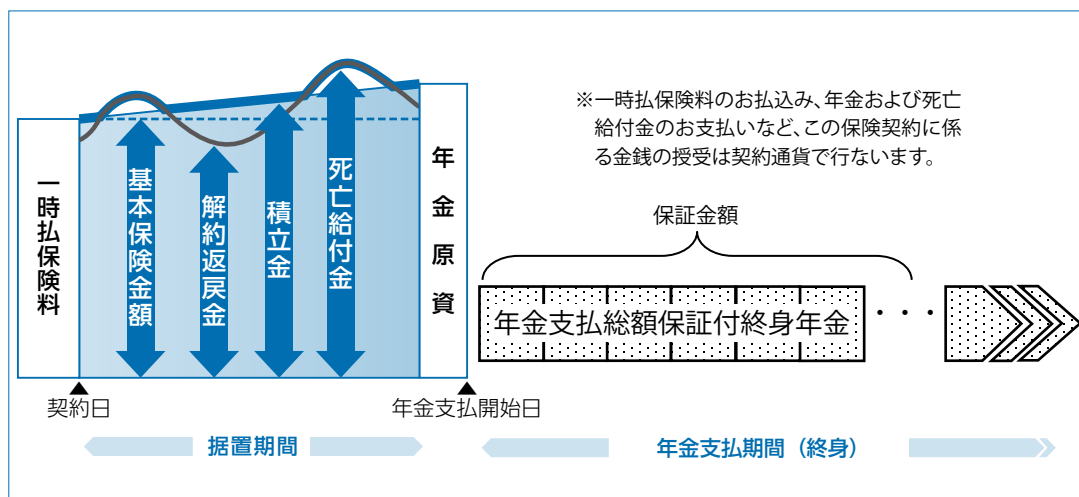 一時払保険料
基本保険金額
解約返戻金
積立金
死亡給付金
年金原資
※一時払保険料のお払込み、年金および死亡
給付金のお支払いなど、この保険契約に係
る金銭の授受は契約通貨で行ないます。
保証金額
年金支払総額保証付終身年金
・・・
契約日
年金支払開始日
据置期間
年金支払期間（終身）